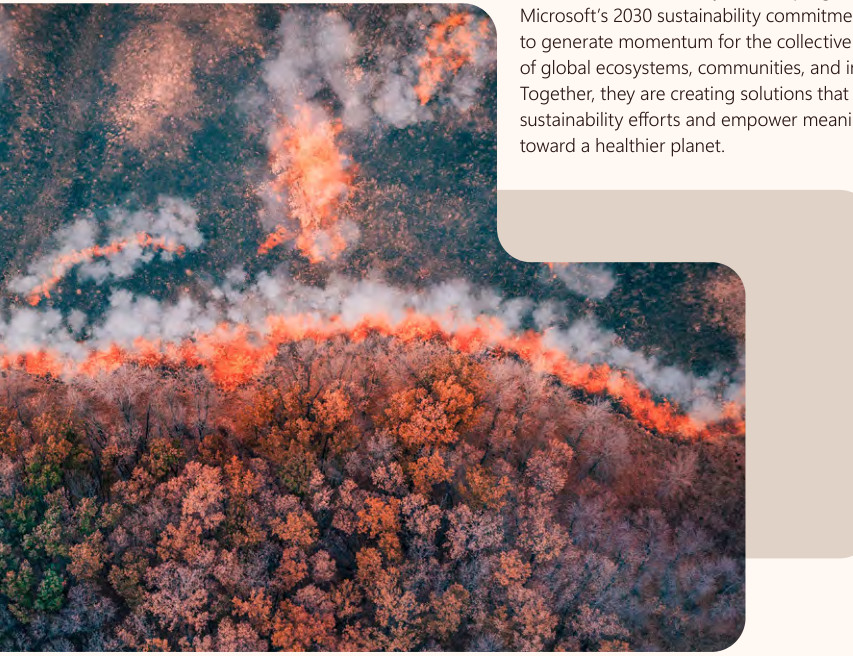 Microsoft's 2030 sustainability
to generate momentum for the collective
of global ecosystems, communities, and
Together, they are creating solutions that
sustainability efforts and empower
toward a healthier planet.